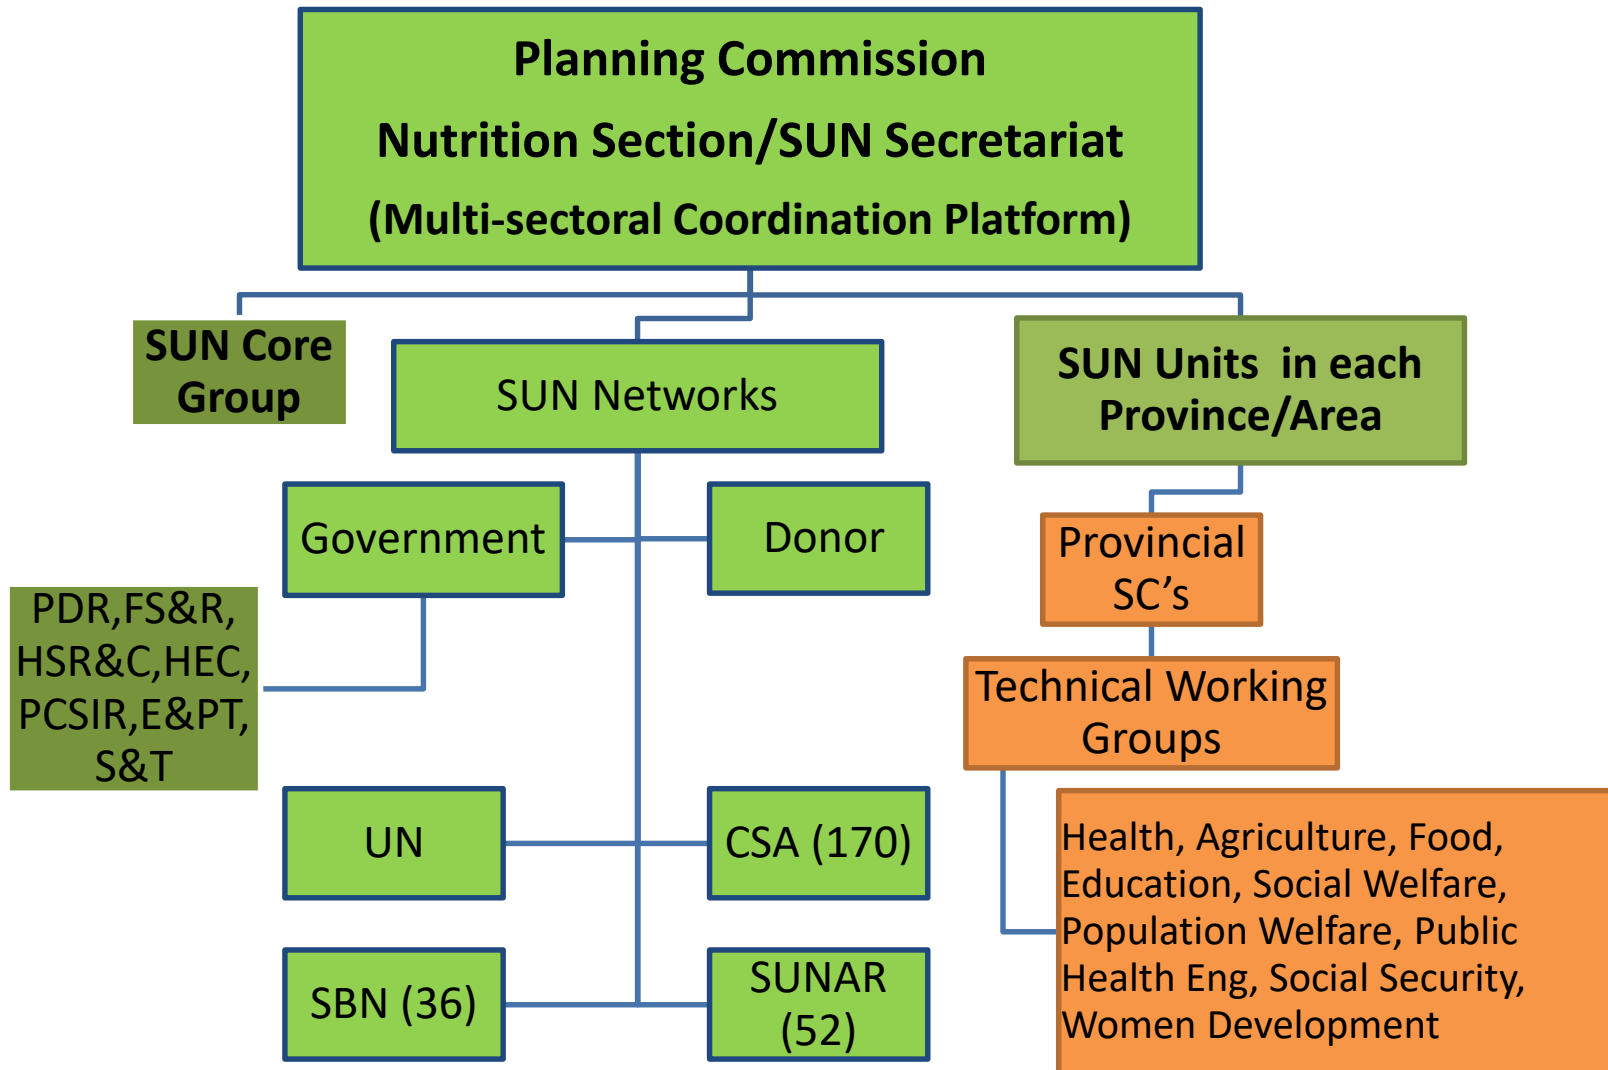 Planning Commission
Nutrition Section/SUN Secretariat
(Multi-sectoral Coordination Platform)
SUN Core
Group
SUN Networks
SUN Units  in each
Province/Area
Government
Donor
Provincial
SC’s
PDR,FS&R,
HSR&C,HEC,
PCSIR,E&PT,
S&T
Technical Working
Groups
UN
CSA (170)
Health, Agriculture, Food,
Education, Social Welfare,
Population Welfare, Public
Health Eng, Social Security,
Women Development
SBN (36)
SUNAR
(52)